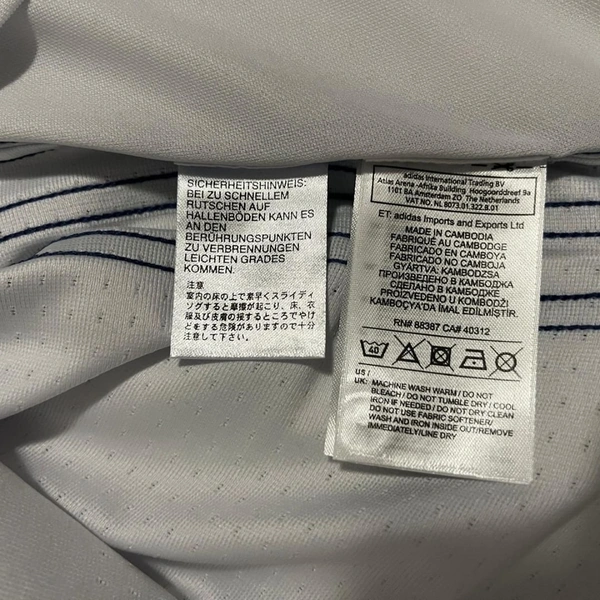 SICHERHEITSHINWEIS:
BEI ZU SCHNELLEM
RUTSCHEN AUF
HALLENBÖDEN KANN ES
AN DEN
BERÜHRUNGSPUNKTEN
ZU VERBRENNUNGEN
LEICHTEN GRADES
KOMMEN.
注意
室内の床の上で素早くスライディ
ングすると摩擦が起こり、床、衣
服及び皮膚の接するところでやけ
どをする危険がありますので十分
注意して下さい。
adidas International Trading BV
Atlas Arena -Afrika Building Hoogoorddreef 9a
1101 BA Amsterdam ZO The Netherlands
VAT NO. NL 8073.01.322.B.01
ET: adidas Imports and Exports Ltd
MADE IN CAMBODIA
FABRIQUÉ AU CAMBODGE
FABRICADO EN CAMBOYA
FABRICADO NO CAMBOJA
GYÁRTVA: KAMBODZSA
ПРОИЗВЕДЕНО В КАМБОДЖА
СДЕЛАНО В КАМБОДЖЕ
PROIZVEDENO U KOMBODŽI
KAMBOÇYA'DA İMAL EDİLMİŞTİR.
RN# 88387 CA# 40312
40
US /
UK: MACHINE WASH WARM / DO NOT
BLEACH / DO NOT TUMBLE DRY / COOL
IRON IF NEEDED / DO NOT DRY CLEAN
DO NOT USE FABRIC SOFTENER/
WASH AND IRON INSIDE OUT/REMOVE
IMMEDIATELY/LINE DRY